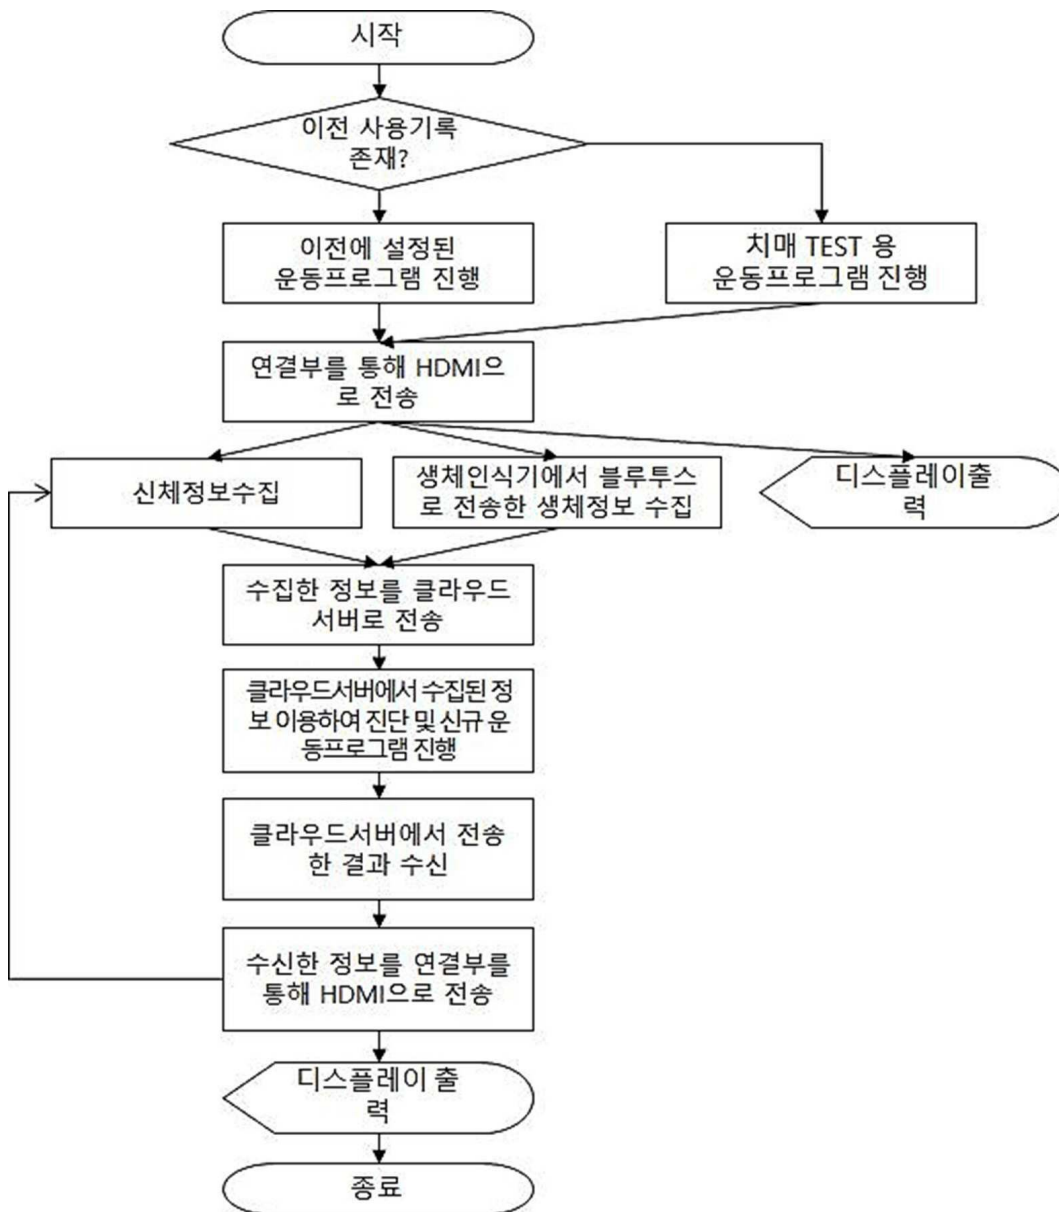 시작
이전 사용기록
존재?
이전에 설정된
운동프로그램 진행
치매 TEST 용
운동프로그램 진행
연결부를 통해 HDMI으
로 전송
신체정보수집
생체인식기에서 블루투스
로 전송한 생체정보 수집
디스플레이출
력
수집한 정보를 클라우드
서버로 전송
클라우드서버에서 수집된 정
보 이용하여 진단 및 신규 운
동프로그램 진행
클라우드서버에서 전송
한 결과 수신
수신한 정보를 연결부를
통해 HDMI으로 전송
디스플레이 출
력
종료